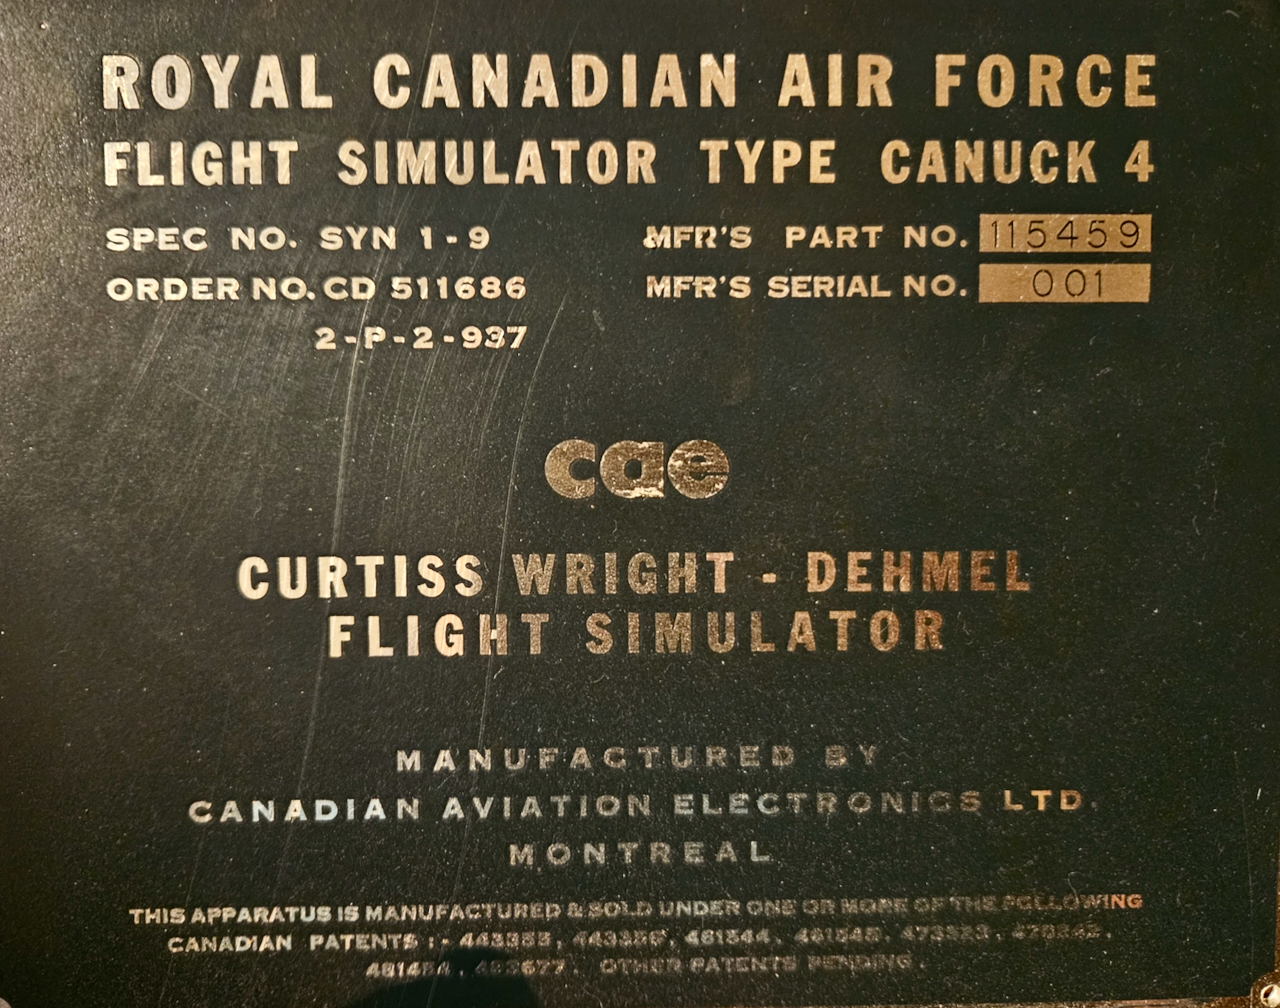 ROYAL CANADIAN AIR FORCE
FLIGHT SIMULATOR TYPE CANUCK 4
SPEC NO. SYN 1-9 MFR'S PART NO. 115459
ORDER NO. CD 511686 MFR'S SERIAL NO. 001
2-P-2-937
cae
CURTISS WRIGHT - DEHMEL
FLIGHT SIMULATOR
MANUFACTURED BY
CANADIAN AVIATION ELECTRONICS LTD.
MONTREAL
THIS APPARATUS IS MANUFACTURED & SOLD UNDER ONE OR MORE OF THE FOLLOWING
CANADIAN PATENTS :- 461544,
OTHER PATENTS PENDING.